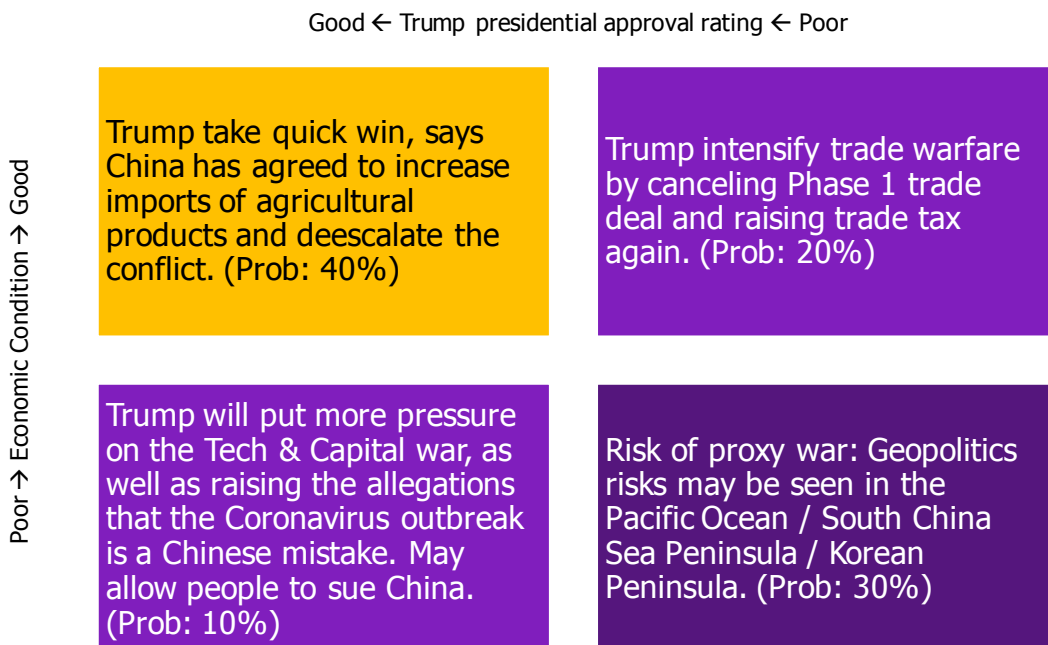 Good ← Trump presidential approval rating ← Poor
Poor → Economic Condition → Good
Trump take quick win, says
China has agreed to increase
imports of agricultural
products and deescalate the
conflict. (Prob: 40%)
Trump intensify trade warfare
by canceling Phase 1 trade
deal and raising trade tax
again. (Prob: 20%)
Trump will put more pressure
on the Tech & Capital war, as
well as raising the allegations
that the Coronavirus outbreak
is a Chinese mistake. May
allow people to sue China.
(Prob: 10%)
Risk of proxy war: Geopolitics
risks may be seen in the
Pacific Ocean / South China
Sea Peninsula / Korean
Peninsula. (Prob: 30%)